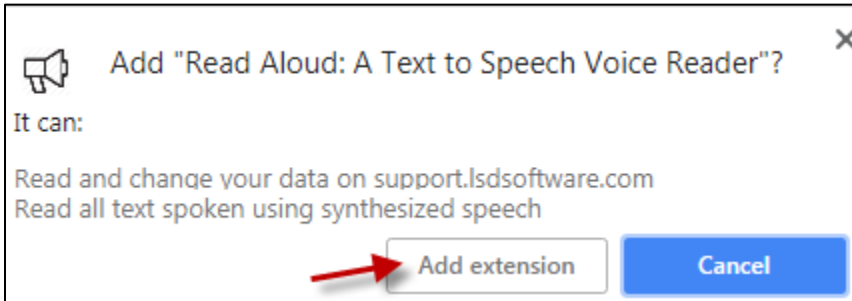 Add "Read Aloud: A Text to Speech Voice Reader"?
It can:
Read and change your data on support.lsdsoftware.com
Read all text spoken using synthesized speech
Add extension
Cancel